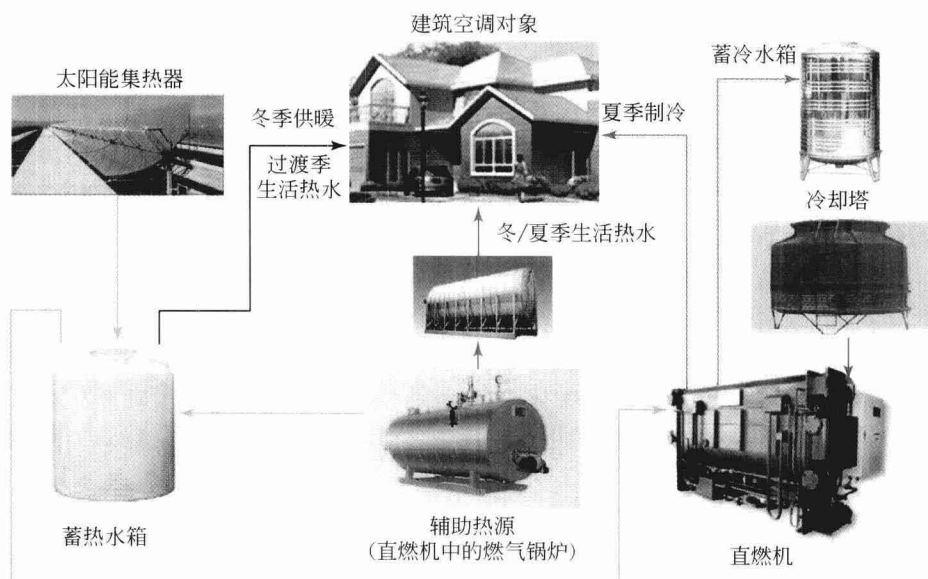 建筑空调对象
蓄冷水箱
太阳能集热器
冬季供暖
夏季制冷
过渡季
生活热水
冷却塔
冬/夏季生活热水
辅助热源
(直燃机中的燃气锅炉)
蓄热水箱
直燃机